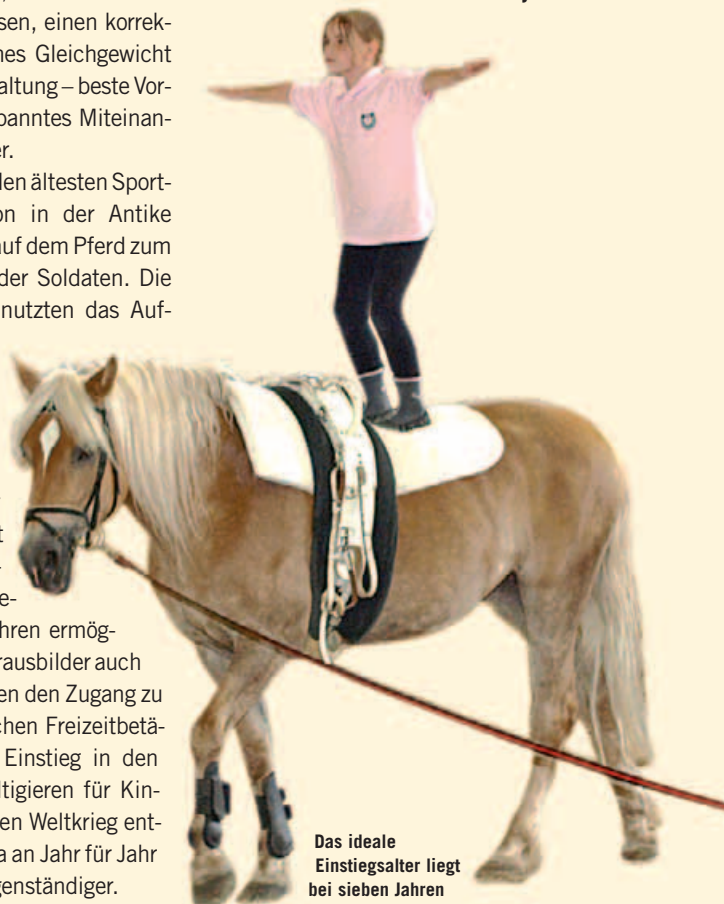 sen, einen korrek-
nes Gleichgewicht
altung – beste Vor-
panntes Miteinan-
er.
den ältesten Sport-
on in der Antike
auf dem Pferd zum
der Soldaten. Die
nutzten das Auf-
t
-
e-
hren ermög-
rausbilder auch
en den Zugang zu
chen Freizeitbetä-
Einstieg in den
ltigieren für Kin-
en Weltkrieg ent-
a an Jahr für Jahr
genständiger.
Das ideale
Einstiegsalter liegt
bei sieben Jahren